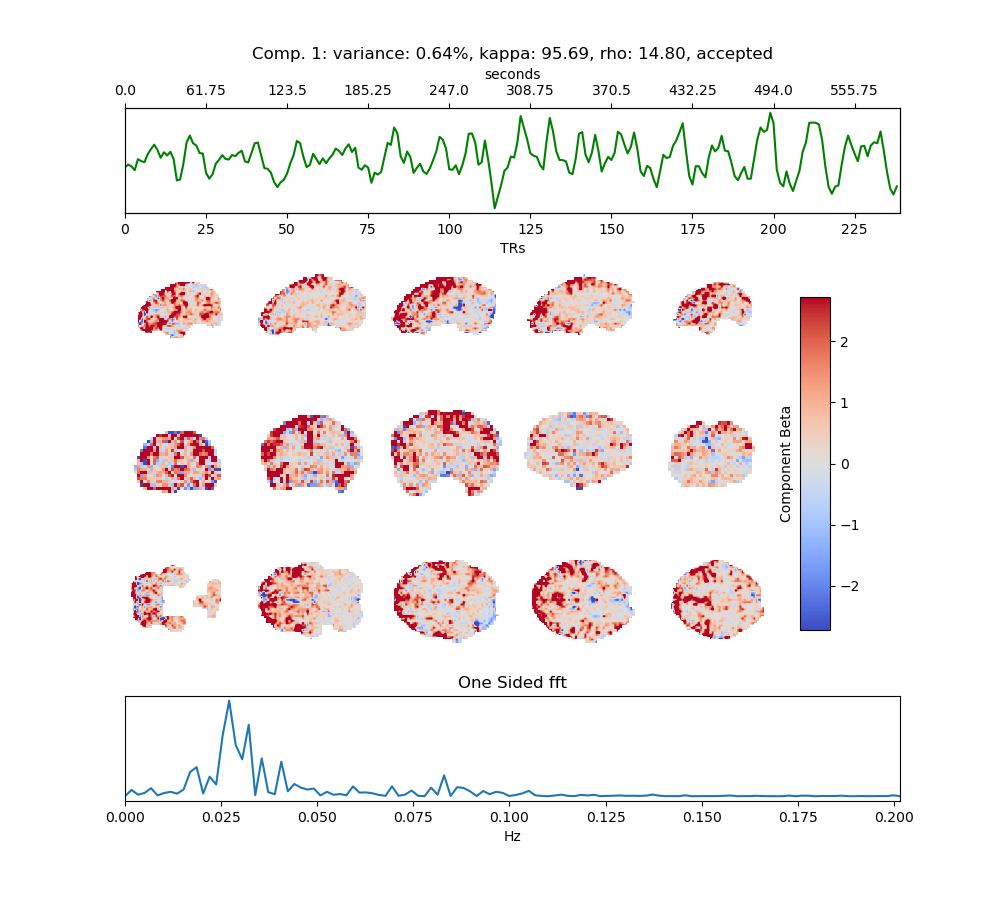 Comp. 1: variance: 0.64%, kappa: 95.69, rho: 14.80, accepted
seconds
0.0 61.75 123.5 185.25 247.0 308.75 370.5 432.25 494.0 555.75
0 25 50 75 100 125 150 175 200 225
TRs
2
1
0
−1
−2
Component Beta
One Sided fft
0.000 0.025 0.050 0.075 0.100 0.125 0.150 0.175 0.200
Hz